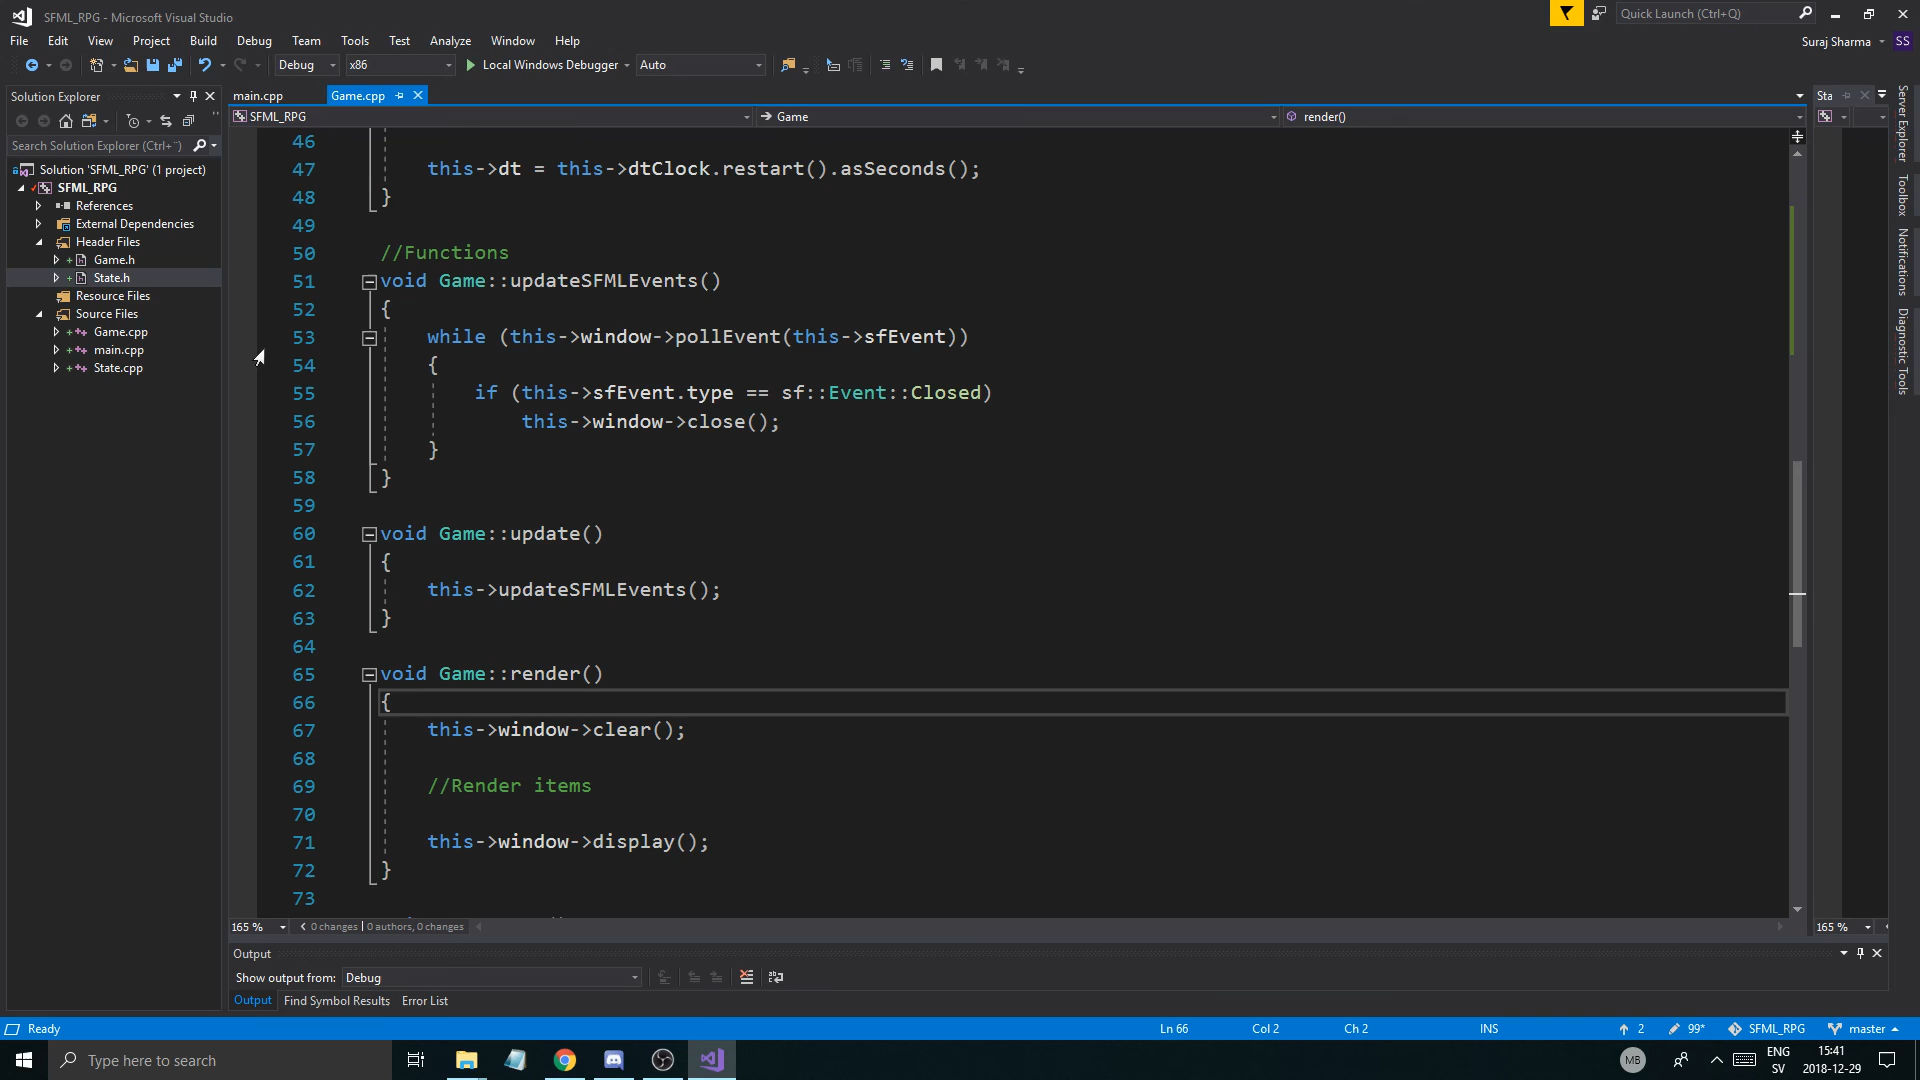 SFML_RPG - Microsoft Visual Studio
Quick Launch (Ctrl+Q)
File Edit View Project Build Debug Team Tools Test Analyze Window Help
Suraj Sharma SS
Debug x86 Local Windows Debugger Auto
Solution Explorer
main.cpp Game.cpp Sta
SFML_RPG Game render()
Search Solution Explorer (Ctrl+¨)
Solution 'SFML_RPG' (1 project)
SFML_RPG
References
External Dependencies
Header Files
Game.h
State.h
Resource Files
Source Files
Game.cpp
main.cpp
State.cpp
46
47 this->dt = this->dtClock.restart().asSeconds();
48 }
49
50 //Functions
51 void Game::updateSFMLEvents()
52 {
53 while (this->window->pollEvent(this->sfEvent))
54 {
55 if (this->sfEvent.type == sf::Event::Closed)
56 this->window->close();
57 }
58 }
59
60 void Game::update()
61 {
62 this->updateSFMLEvents();
63 }
64
65 void Game::render()
66 {
67 this->window->clear();
68
69 //Render items
70
71 this->window->display();
72 }
73
165 % 0 changes | 0 authors, 0 changes 165 %
Server Explorer
Toolbox
Notifications
Diagnostic Tools
Output
Show output from: Debug
Output Find Symbol Results Error List
Ready Ln 66 Col 2 Ch 2 INS 2 99* SFML_RPG master
Type here to search
MB
ENG
SV
15:41
2018-12-29